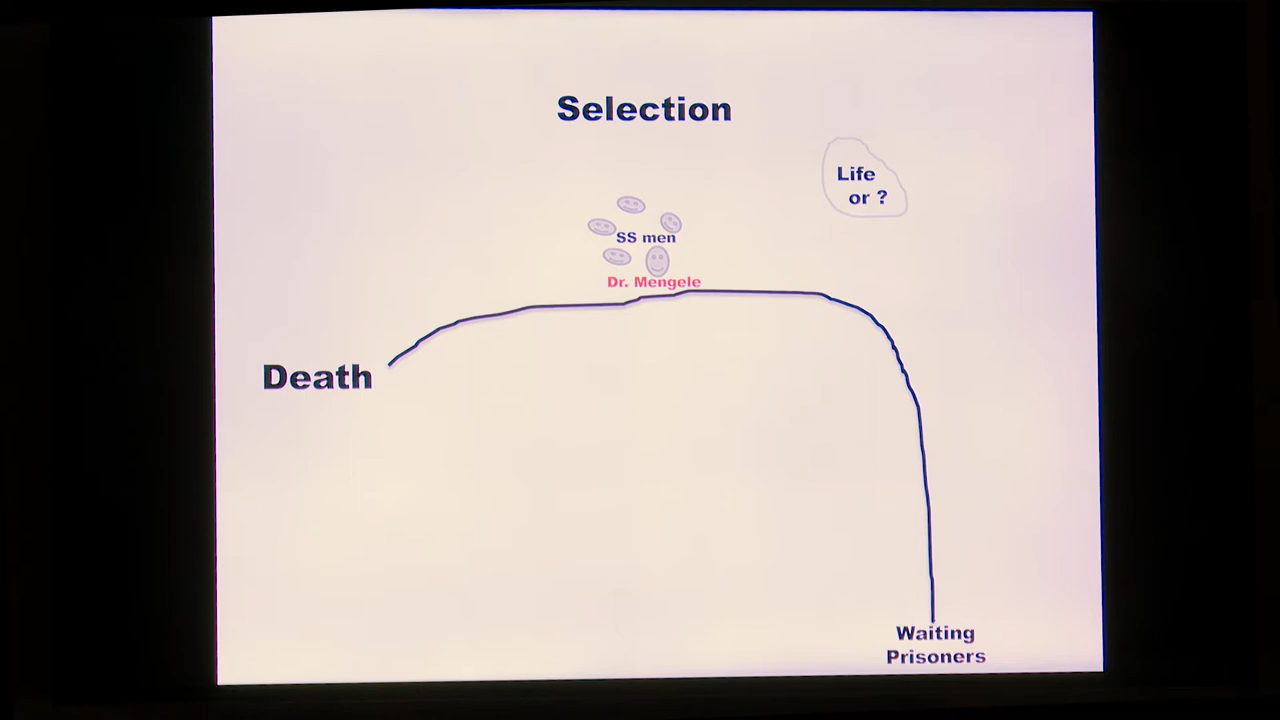 Selection
Life
or ?
SS men
Dr. Mengele
Death
Waiting
Prisoners